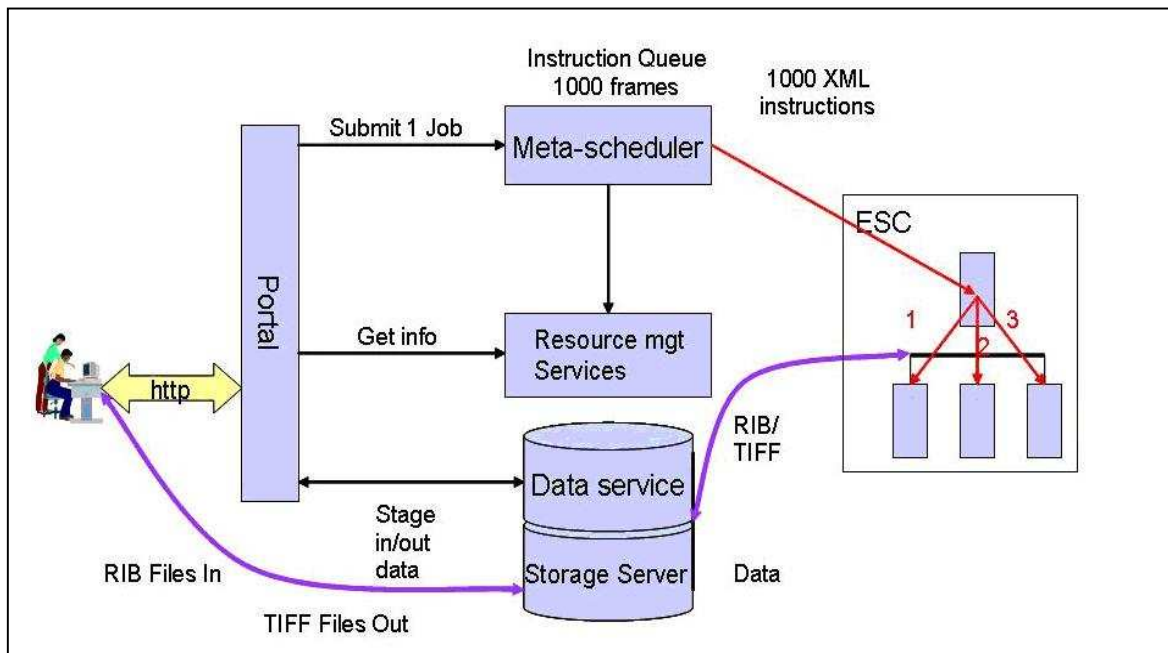 Instruction Queue
1000 frames
1000 XML
instructions
Submit 1 Job
Meta-scheduler
ESC
Portal
1
2
3
Get info
Resource mgt
Services
http
RIB/
TIFF
Data service
Stage
in/out
data
RIB Files In
Storage Server
Data
TIFF Files Out